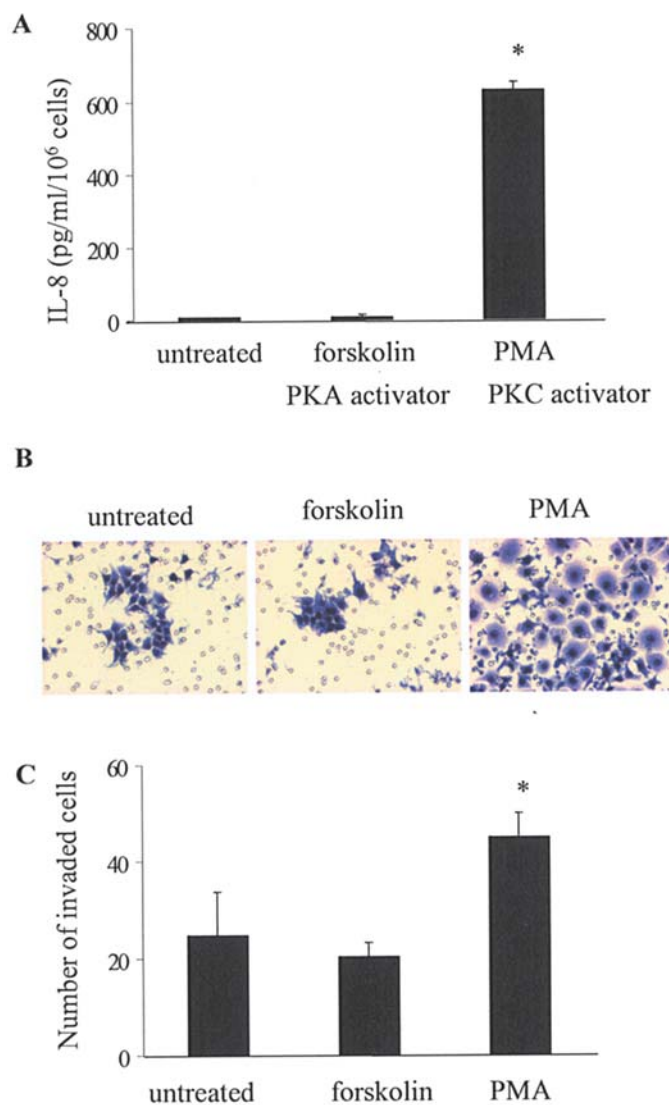 A
800
600
400
200
0
IL-8 (pg/ml/10⁶ cells)
*
untreated forskolin PMA
PKA activator PKC activator
B
untreated forskolin PMA
C
60
40
20
0
Number of invaded cells
*
untreated forskolin PMA